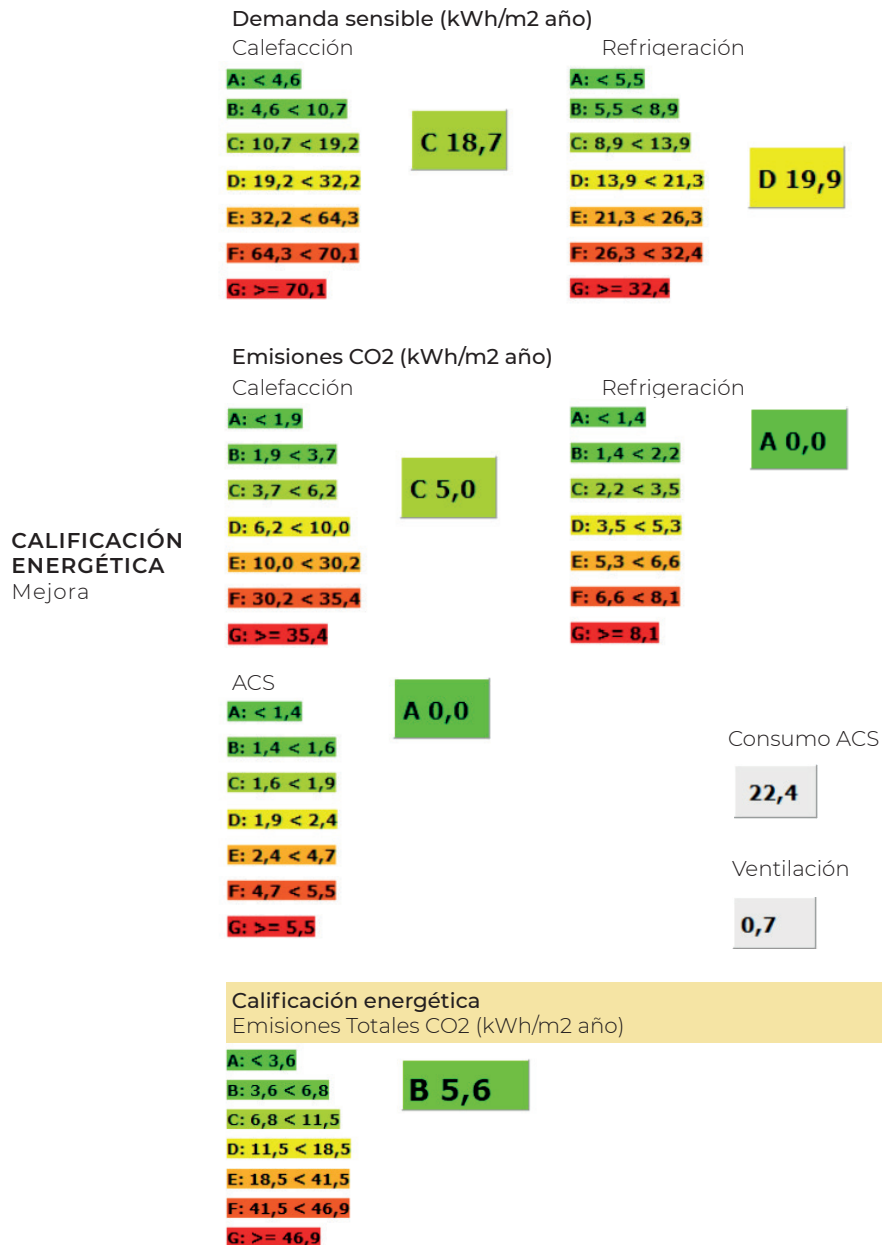 Demanda sensible (kWh/m2 año)
Calefacción
A: < 4,6
B: 4,6 < 10,7
C: 10,7 < 19,2
D: 19,2 < 32,2
E: 32,2 < 64,3
F: 64,3 < 70,1
G: >= 70,1
C 18,7
Refrigeración
A: < 5,5
B: 5,5 < 8,9
C: 8,9 < 13,9
D: 13,9 < 21,3
E: 21,3 < 26,3
F: 26,3 < 32,4
G: >= 32,4
D 19,9
CALIFICACIÓN
ENERGÉTICA
Mejora
Emisiones CO2 (kWh/m2 año)
Calefacción
A: < 1,9
B: 1,9 < 3,7
C: 3,7 < 6,2
D: 6,2 < 10,0
E: 10,0 < 30,2
F: 30,2 < 35,4
G: >= 35,4
C 5,0
Refrigeración
A: < 1,4
B: 1,4 < 2,2
C: 2,2 < 3,5
D: 3,5 < 5,3
E: 5,3 < 6,6
F: 6,6 < 8,1
G: >= 8,1
A 0,0
ACS
A: < 1,4
B: 1,4 < 1,6
C: 1,6 < 1,9
D: 1,9 < 2,4
E: 2,4 < 4,7
F: 4,7 < 5,5
G: >= 5,5
A 0,0
Consumo ACS
22,4
Ventilación
0,7
Calificación energética
Emisiones Totales CO2 (kWh/m2 año)
A: < 3,6
B: 3,6 < 6,8
C: 6,8 < 11,5
D: 11,5 < 18,5
E: 18,5 < 41,5
F: 41,5 < 46,9
G: >= 46,9
B 5,6